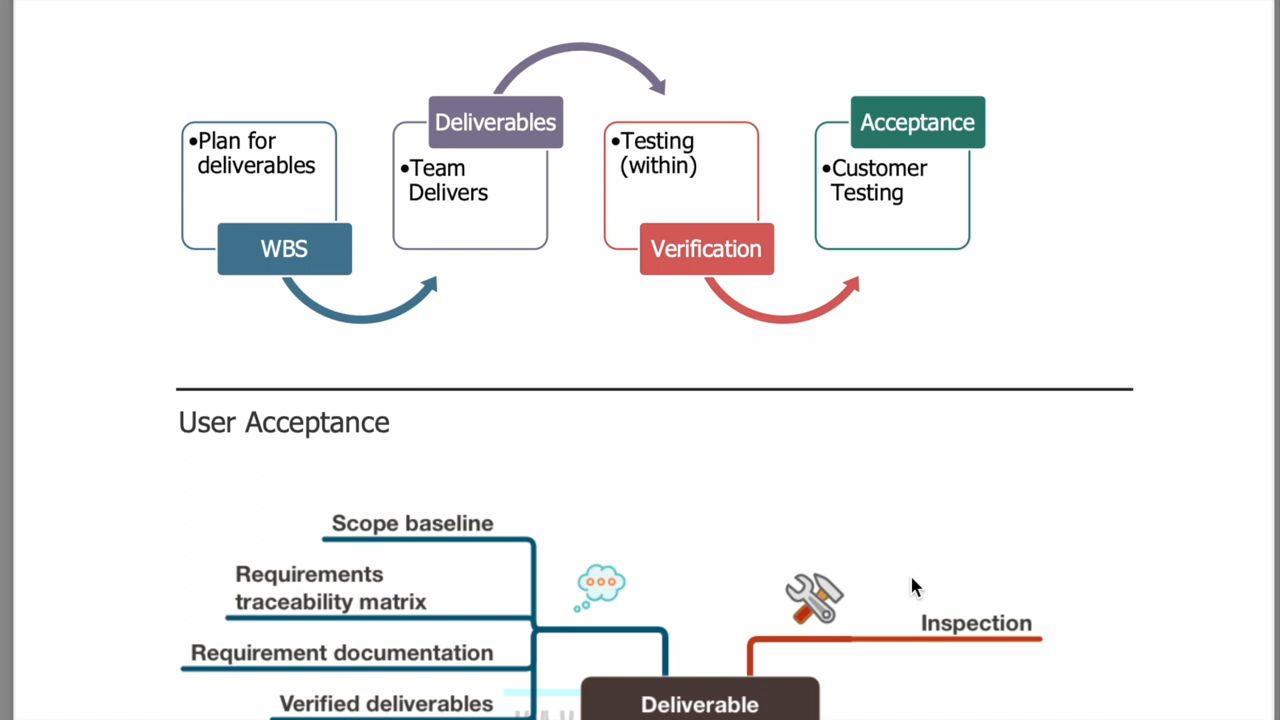 •Plan for
deliverables
WBS
Deliverables
•Team
Delivers
•Testing
(within)
Verification
Acceptance
•Customer
Testing
User Acceptance
Scope baseline
Requirements
traceability matrix
Requirement documentation
Verified deliverables
Inspection
Deliverable